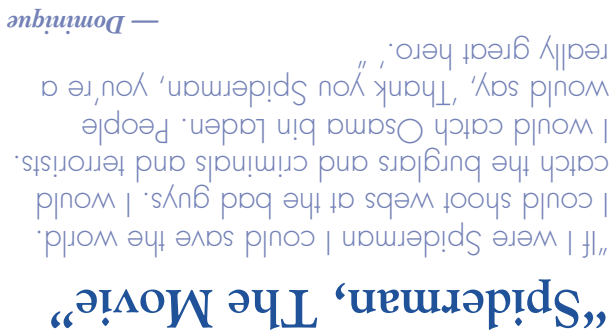 “Spiderman, The Movie”
“If I were Spiderman I could save the world.
I could shoot webs at the bad guys. I would
catch the burglars and criminals and terrorists.
I would catch Osama bin Laden. People
would say, ‘Thank you Spiderman, you’re a
really great hero.’”
— Dominique